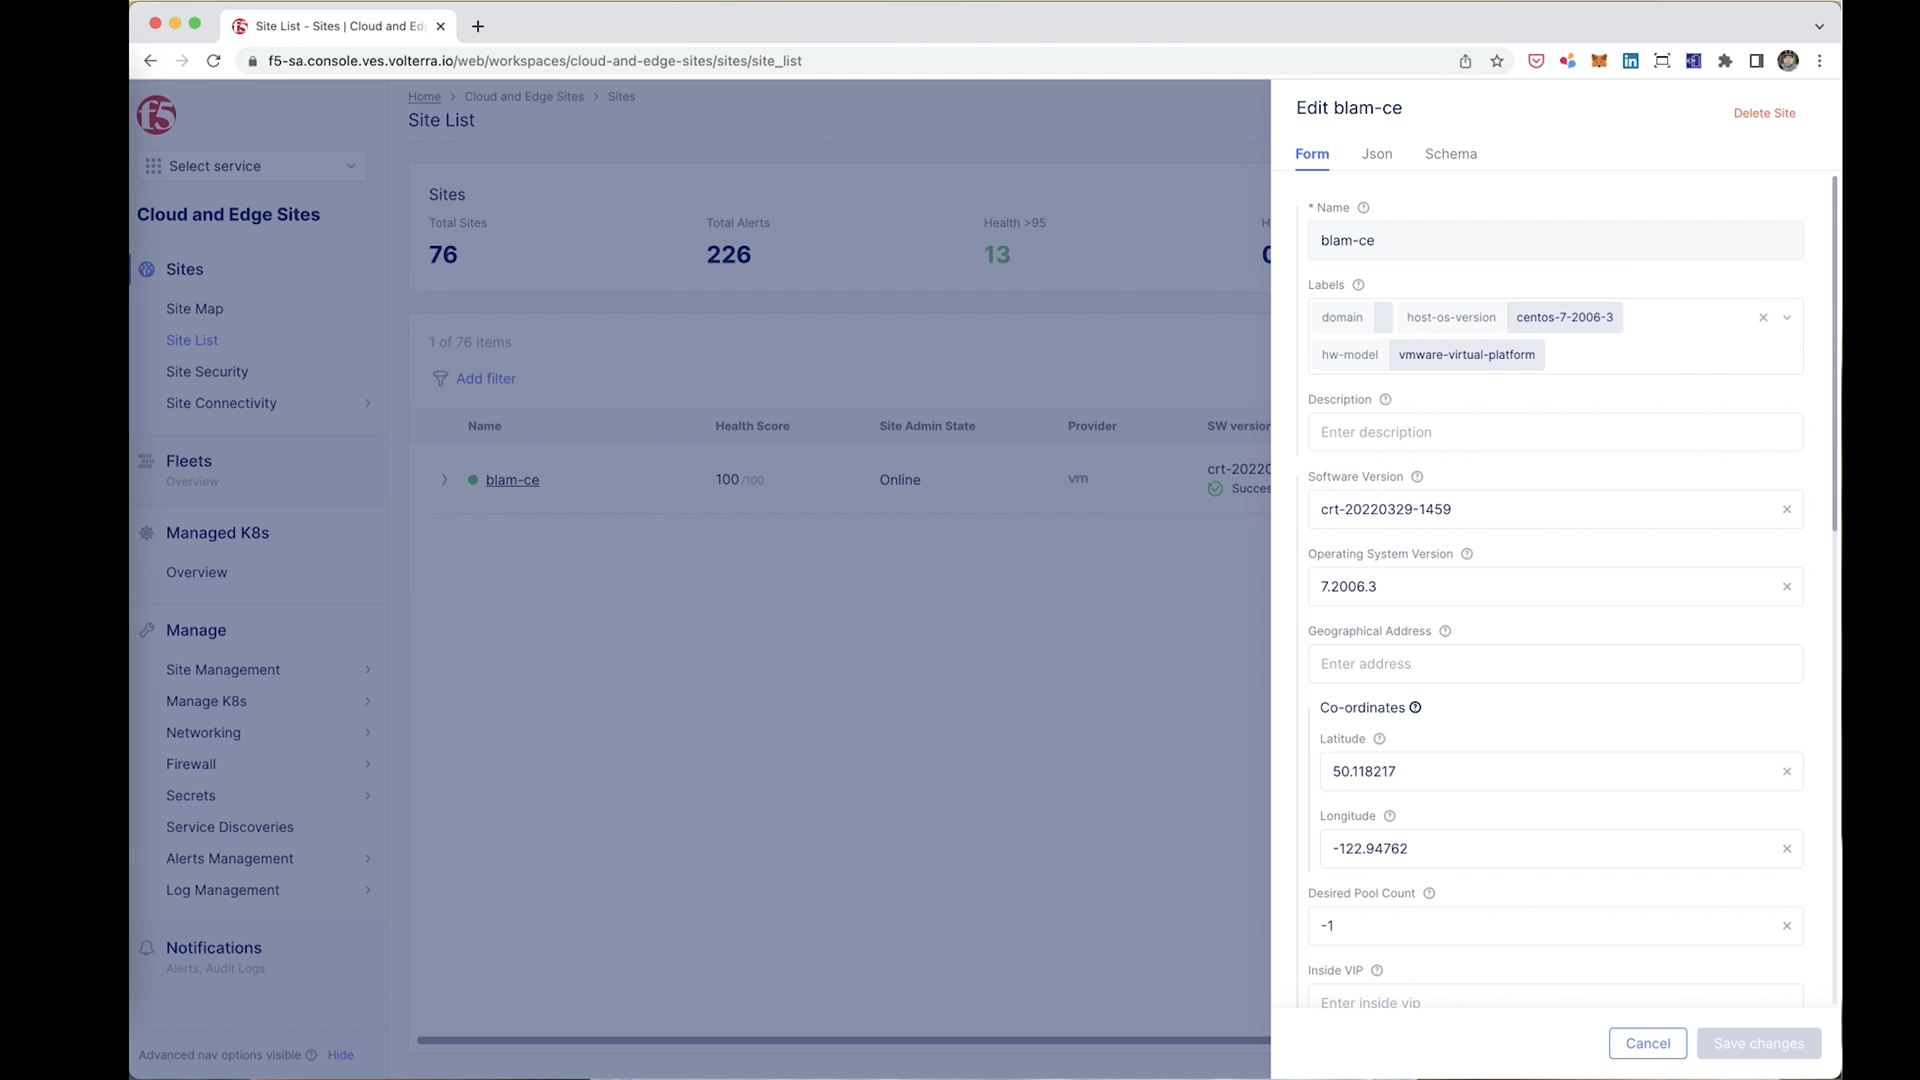 Site List - Sites | Cloud and Ed
f5-sa.console.ves.volterra.io/web/workspaces/cloud-and-edge-sites/sites/site_list
f5
Select service
Cloud and Edge Sites
Sites
Site Map
Site List
Site Security
Site Connectivity
Fleets
Overview
Managed K8s
Overview
Manage
Site Management
Manage K8s
Networking
Firewall
Secrets
Service Discoveries
Alerts Management
Log Management
Notifications
Alerts, Audit Logs
Advanced nav options visible Hide
Home > Cloud and Edge Sites > Sites
Site List
Sites
Total Sites Total Alerts Health >95 H
76 226 13
1 of 76 items
Add filter
Name Health Score Site Admin State Provider SW version
blam-ce 100 /100 Online vm crt-20220
Succes
Edit blam-ce
Delete Site
Form Json Schema
* Name
blam-ce
Labels
domain host-os-version centos-7-2006-3
hw-model vmware-virtual-platform
Description
Enter description
Software Version
crt-20220329-1459
Operating System Version
7.2006.3
Geographical Address
Enter address
Co-ordinates
Latitude
50.118217
Longitude
-122.94762
Desired Pool Count
-1
Inside VIP
Enter inside vip
Cancel Save changes